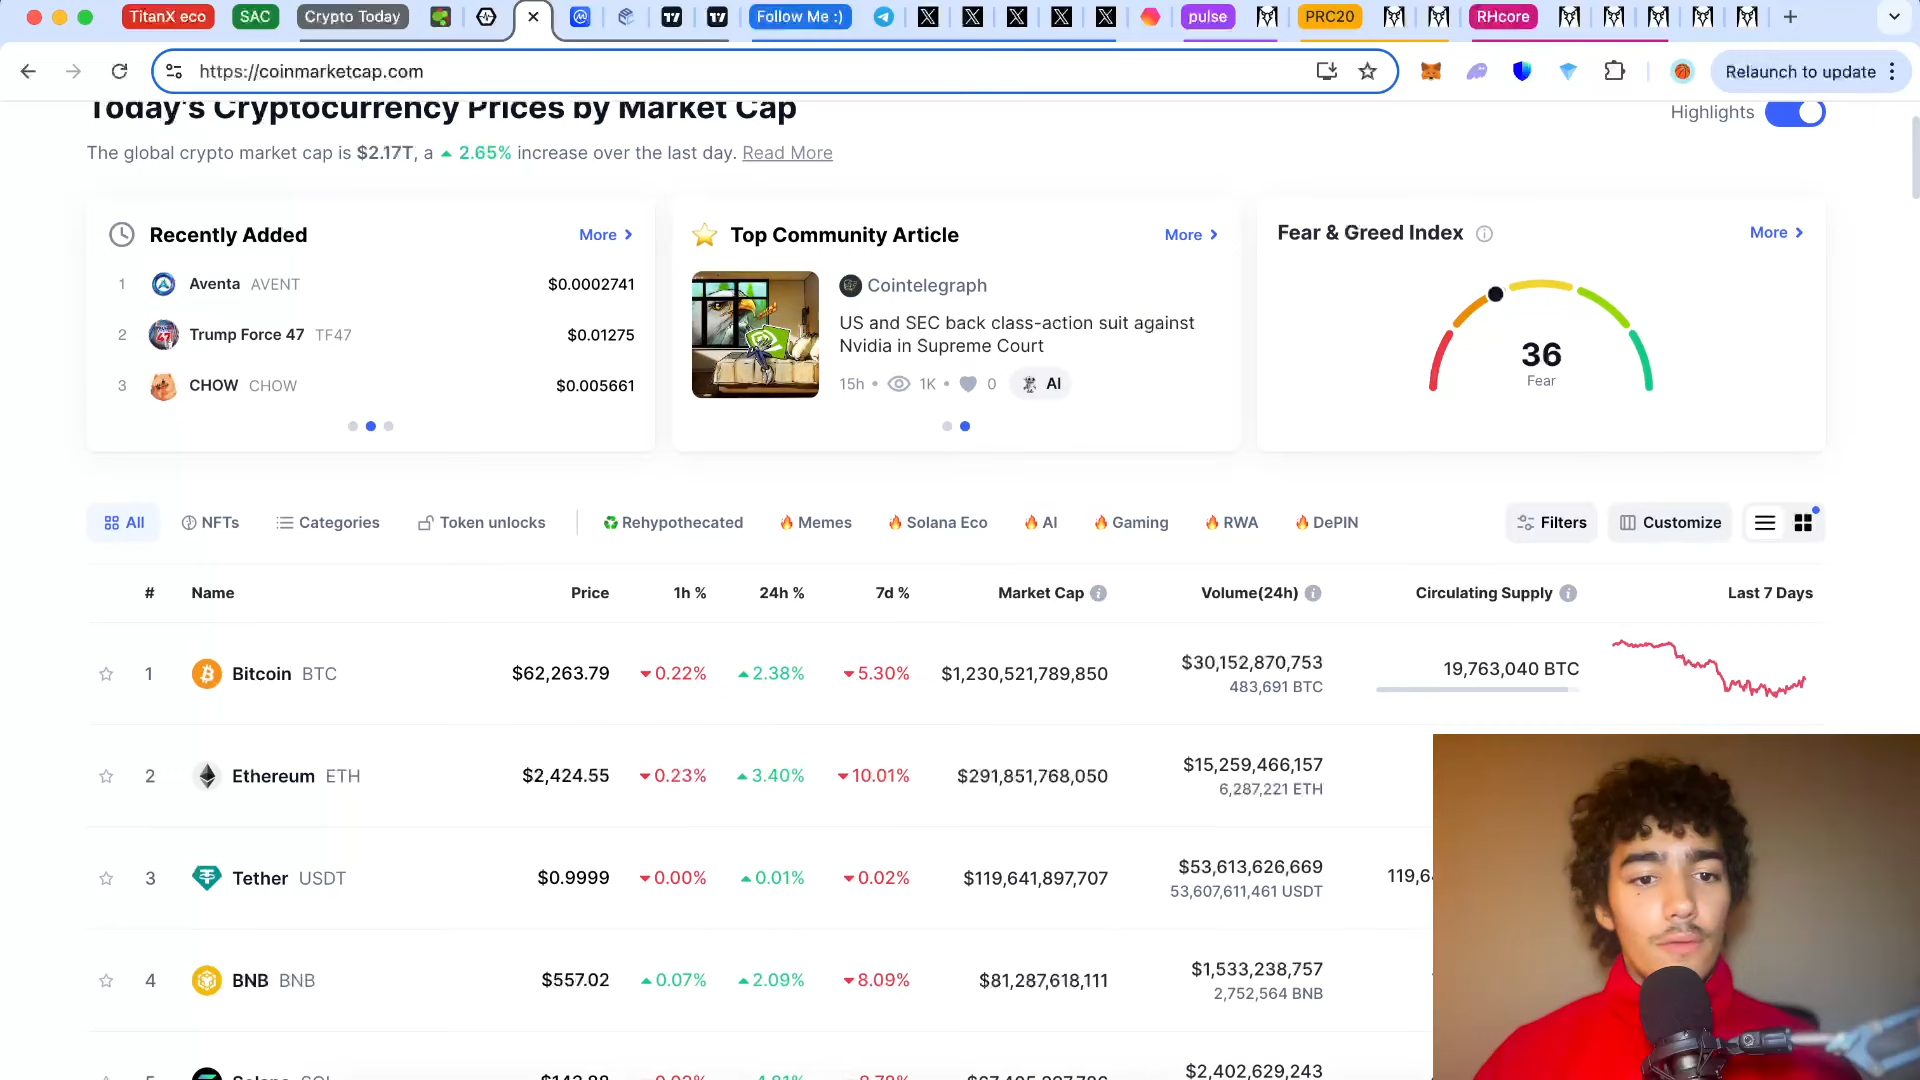 TitanX eco SAC Crypto Today Follow Me :) pulse PRC20 RHcore
https://coinmarketcap.com Relaunch to update
Today's Cryptocurrency Prices by Market Cap
Highlights
The global crypto market cap is $2.17T, a 2.65% increase over the last day. Read More
Recently Added More
1 Aventa AVENT $0.0002741
2 Trump Force 47 TF47 $0.01275
3 CHOW CHOW $0.005661
Top Community Article More
Cointelegraph
US and SEC back class-action suit against
Nvidia in Supreme Court
15h • 1K • 0 AI
Fear & Greed Index More
36
Fear
All NFTs Categories Token unlocks Rehypothecated Memes Solana Eco AI Gaming RWA DePIN Filters Customize
# Name Price 1h % 24h % 7d % Market Cap Volume(24h) Circulating Supply Last 7 Days
1 Bitcoin BTC $62,263.79 0.22% 2.38% 5.30% $1,230,521,789,850 $30,152,870,753 19,763,040 BTC
483,691 BTC
2 Ethereum ETH $2,424.55 0.23% 3.40% 10.01% $291,851,768,050 $15,259,466,157
6,287,221 ETH
3 Tether USDT $0.9999 0.00% 0.01% 0.02% $119,641,897,707 $53,613,626,669 119,6
53,607,611,461 USDT
4 BNB BNB $557.02 0.07% 2.09% 8.09% $81,287,618,111 $1,533,238,757
2,752,564 BNB
$2,402,629,243